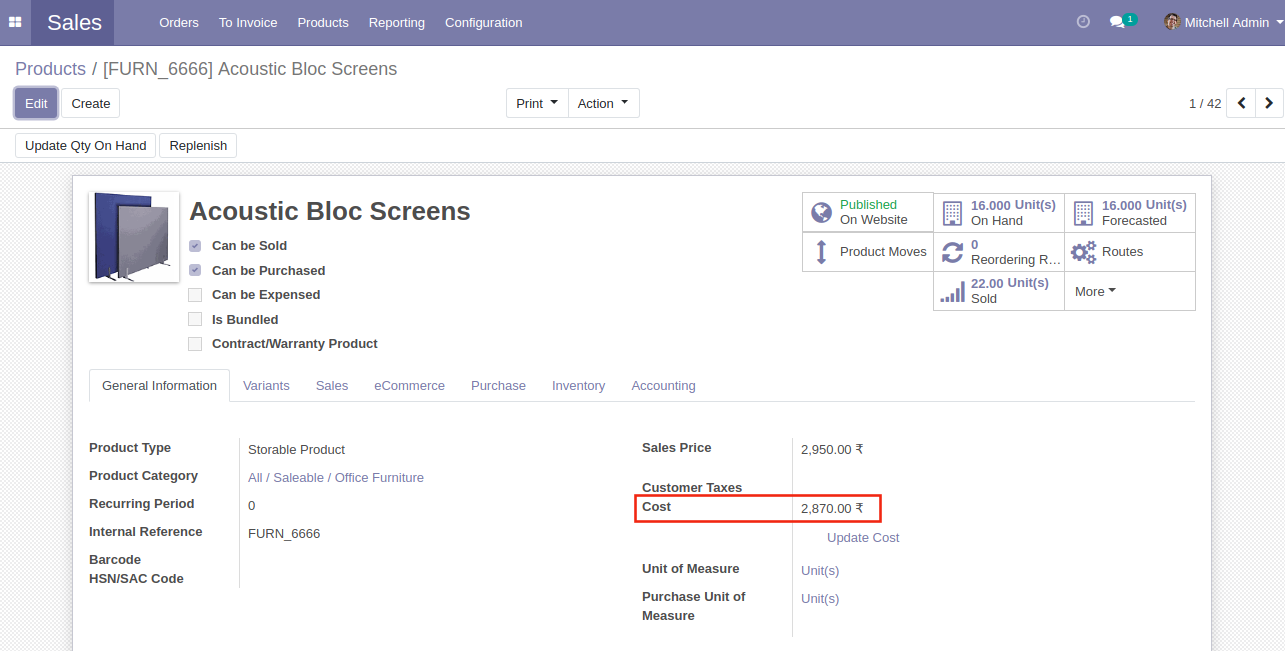 Sales Orders To Invoice Products Reporting Configuration 1 Mitchell Admin
Products / [FURN_6666] Acoustic Bloc Screens
Edit Create Print Action 1 / 42
Update Qty On Hand Replenish
Acoustic Bloc Screens
Can be Sold
Can be Purchased
Can be Expensed
Is Bundled
Contract/Warranty Product
Published
On Website
16.000 Unit(s)
On Hand
16.000 Unit(s)
Forecasted
Product Moves
0
Reordering R...
Routes
22.00 Unit(s)
Sold
More
General Information Variants Sales eCommerce Purchase Inventory Accounting
Product Type Storable Product
Product Category All / Saleable / Office Furniture
Recurring Period 0
Internal Reference FURN_6666
Barcode
HSN/SAC Code
Sales Price 2,950.00 ₹
Customer Taxes
Cost 2,870.00 ₹
Update Cost
Unit of Measure Unit(s)
Purchase Unit of Unit(s)
Measure